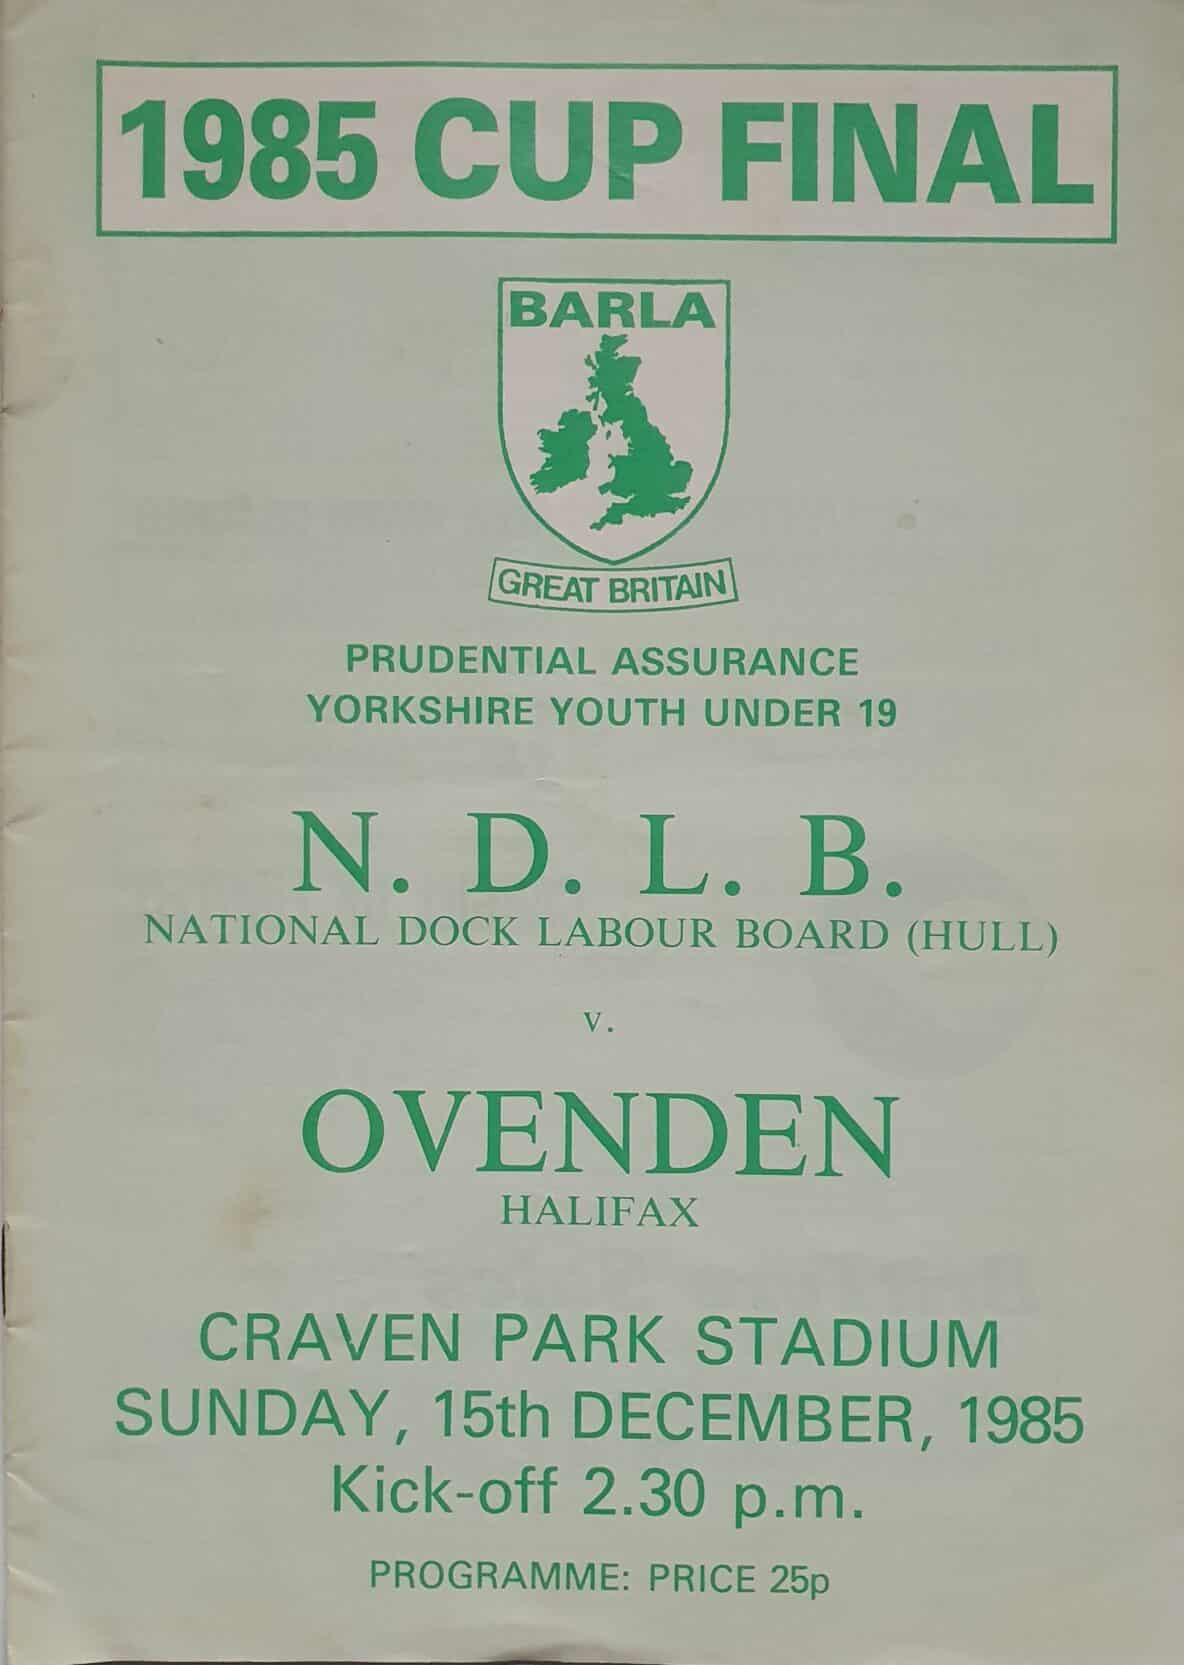 1985 CUP FINAL
BARLA
GREAT BRITAIN
PRUDENTIAL ASSURANCE
YORKSHIRE YOUTH UNDER 19
N. D. L. B.
NATIONAL DOCK LABOUR BOARD (HULL)
v.
OVENDEN
HALIFAX
CRAVEN PARK STADIUM
SUNDAY, 15th DECEMBER, 1985
Kick-off 2.30 p.m.
PROGRAMME: PRICE 25p